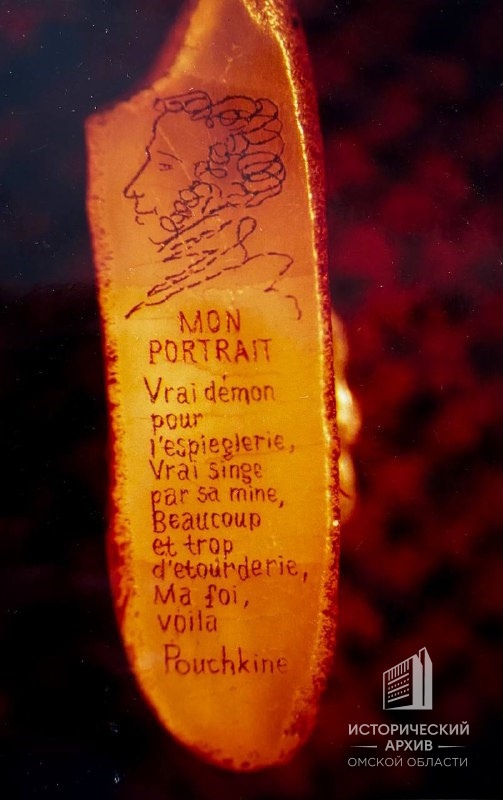 MON
PORTRAIT
Vrai démon
pour
l'espieglerie,
Vrai singe
par sa mine,
Beaucoup
et trop
d'etourderie,
Ma foi,
voila
Pouchkine
ИСТОРИЧЕСКИЙ
АРХИВ
ОМСКОЙ ОБЛАСТИ